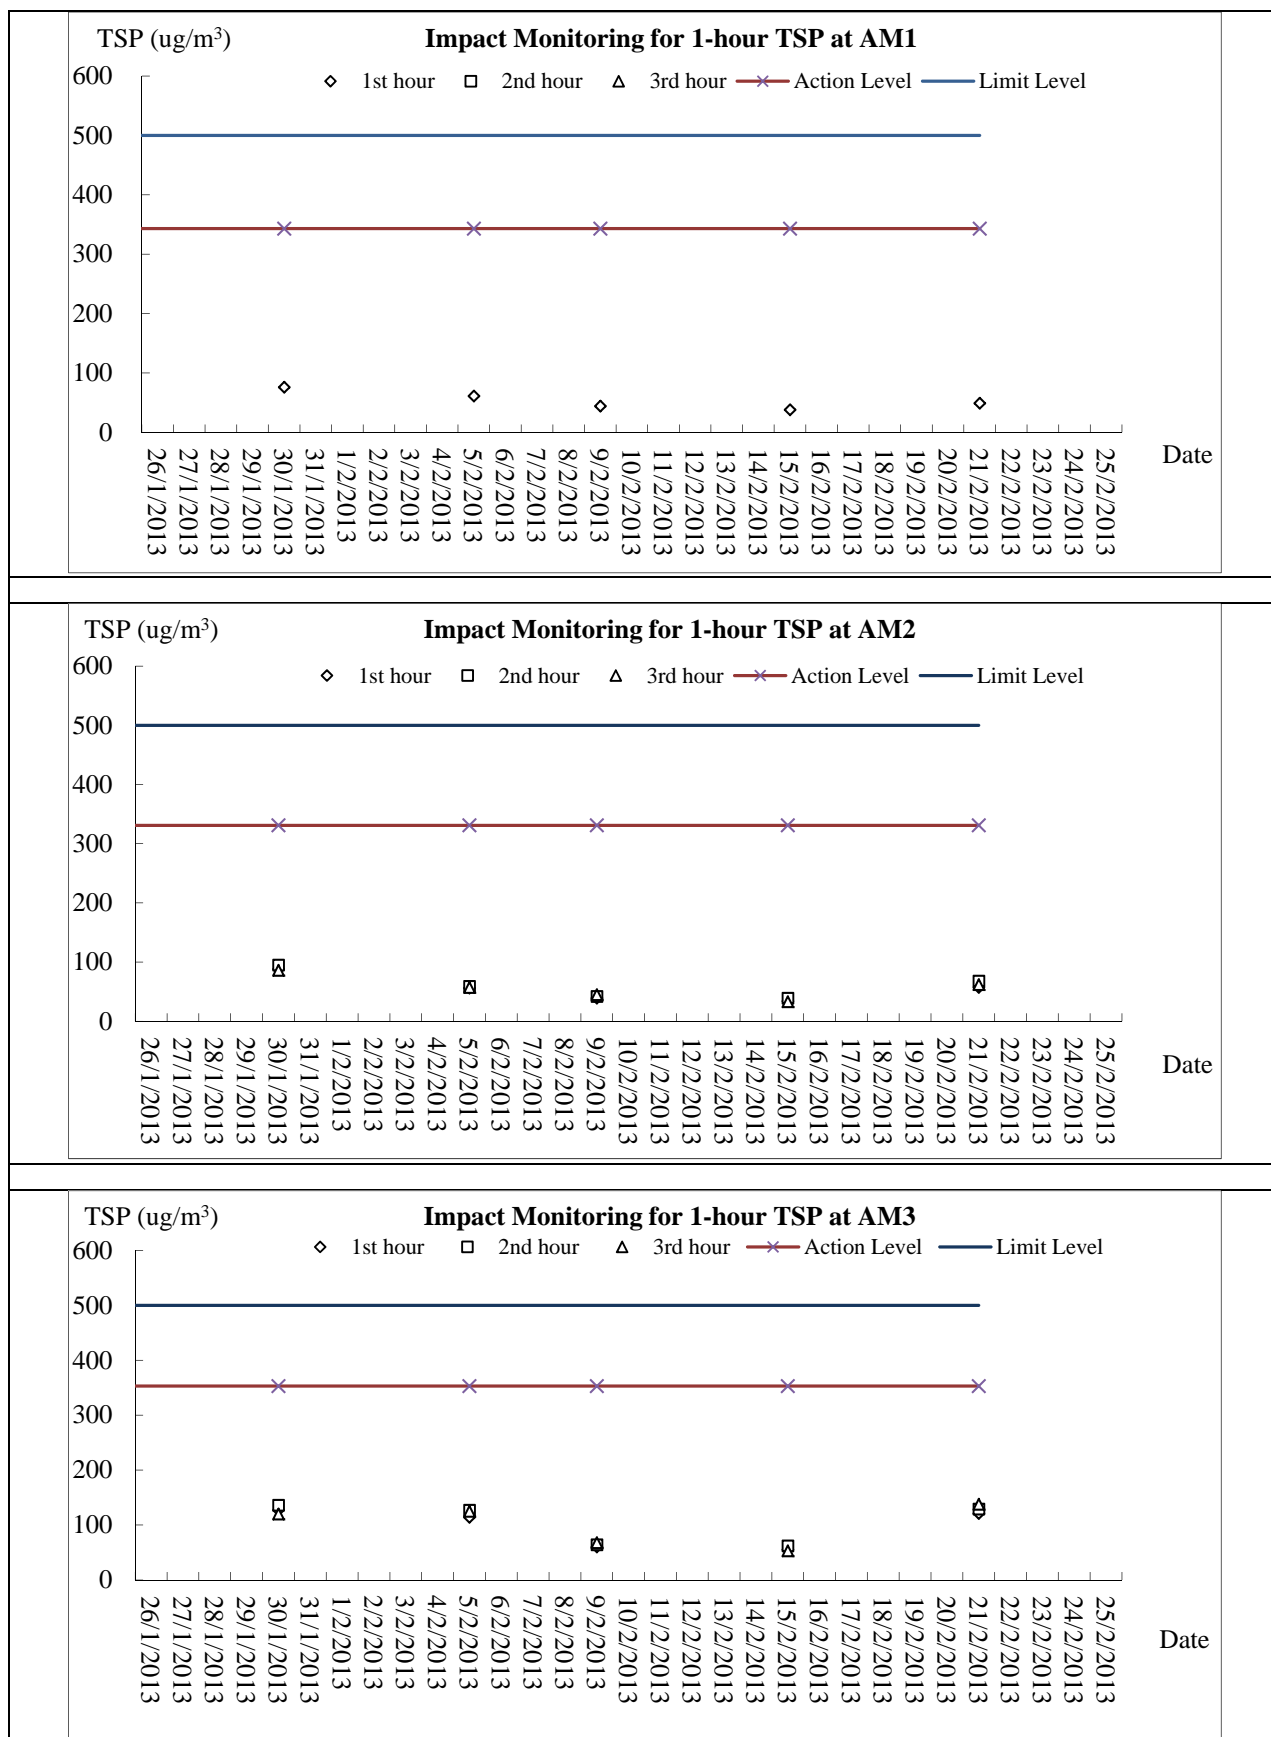 TSP (ug/m³) Impact Monitoring for 1-hour TSP at AM1
1st hour 2nd hour 3rd hour Action Level Limit Level
600
500
400
300
200
100
0
26/1/2013 27/1/2013 28/1/2013 29/1/2013 30/1/2013 31/1/2013 1/2/2013 2/2/2013 3/2/2013 4/2/2013 5/2/2013 6/2/2013 7/2/2013 8/2/2013 9/2/2013 10/2/2013 11/2/2013 12/2/2013 13/2/2013 14/2/2013 15/2/2013 16/2/2013 17/2/2013 18/2/2013 19/2/2013 20/2/2013 21/2/2013 22/2/2013 23/2/2013 24/2/2013 25/2/2013
Date
TSP (ug/m³) Impact Monitoring for 1-hour TSP at AM2
1st hour 2nd hour 3rd hour Action Level Limit Level
600
500
400
300
200
100
0
26/1/2013 27/1/2013 28/1/2013 29/1/2013 30/1/2013 31/1/2013 1/2/2013 2/2/2013 3/2/2013 4/2/2013 5/2/2013 6/2/2013 7/2/2013 8/2/2013 9/2/2013 10/2/2013 11/2/2013 12/2/2013 13/2/2013 14/2/2013 15/2/2013 16/2/2013 17/2/2013 18/2/2013 19/2/2013 20/2/2013 21/2/2013 22/2/2013 23/2/2013 24/2/2013 25/2/2013
Date
TSP (ug/m³) Impact Monitoring for 1-hour TSP at AM3
1st hour 2nd hour 3rd hour Action Level Limit Level
600
500
400
300
200
100
0
26/1/2013 27/1/2013 28/1/2013 29/1/2013 30/1/2013 31/1/2013 1/2/2013 2/2/2013 3/2/2013 4/2/2013 5/2/2013 6/2/2013 7/2/2013 8/2/2013 9/2/2013 10/2/2013 11/2/2013 12/2/2013 13/2/2013 14/2/2013 15/2/2013 16/2/2013 17/2/2013 18/2/2013 19/2/2013 20/2/2013 21/2/2013 22/2/2013 23/2/2013 24/2/2013 25/2/2013
Date